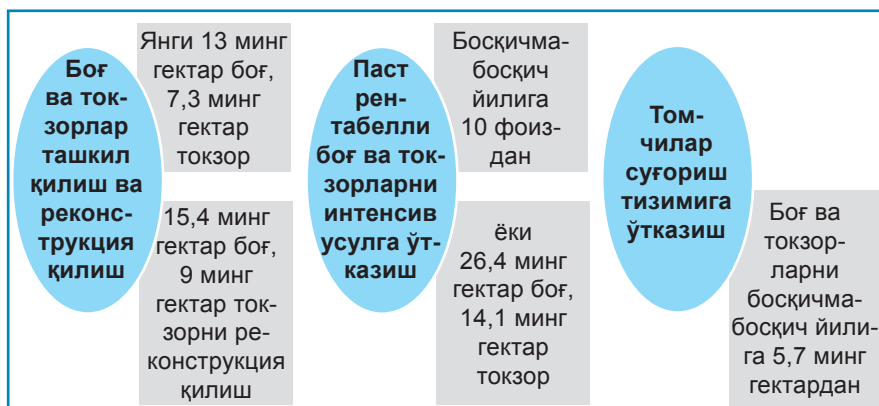 Боғ
ва ток-
зорлар
ташкил
қилиш ва
реконс-
трукция
қилиш
Янги 13 минг
гектар боғ,
7,3 минг
гектар
токзор
15,4 минг
гектар боғ,
9 минг
гектар ток-
зорни ре-
конструкция
қилиш
Паст
рен-
табелли
боғ ва ток-
зорларни
интенсив
усулга ўт-
казиш
Босқичма-
босқич
йилига
10 фоиз-
дан
ёки
26,4 минг
гектар боғ,
14,1 минг
гектар
токзор
Том-
чилар
суғориш
тизимига
ўтказиш
Боғ ва
токзор-
ларни
босқичма-
босқич йили-
га 5,7 минг
гектардан